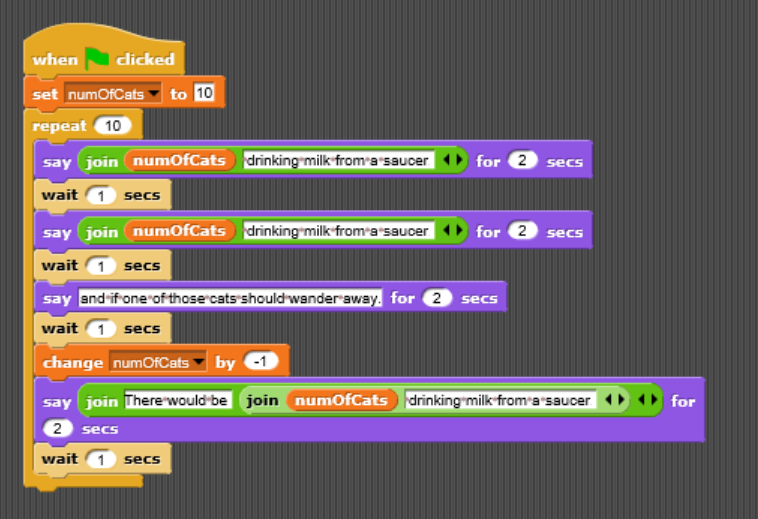 when clicked
set numOfCats to 10
repeat 10
say join numOfCats drinking milk from a saucer for 2 secs
wait 1 secs
say join numOfCats drinking milk from a saucer for 2 secs
wait 1 secs
say and if one of those cats should wander away. for 2 secs
wait 1 secs
change numOfCats by -1
say join There would be join numOfCats drinking milk from a saucer for
2 secs
wait 1 secs